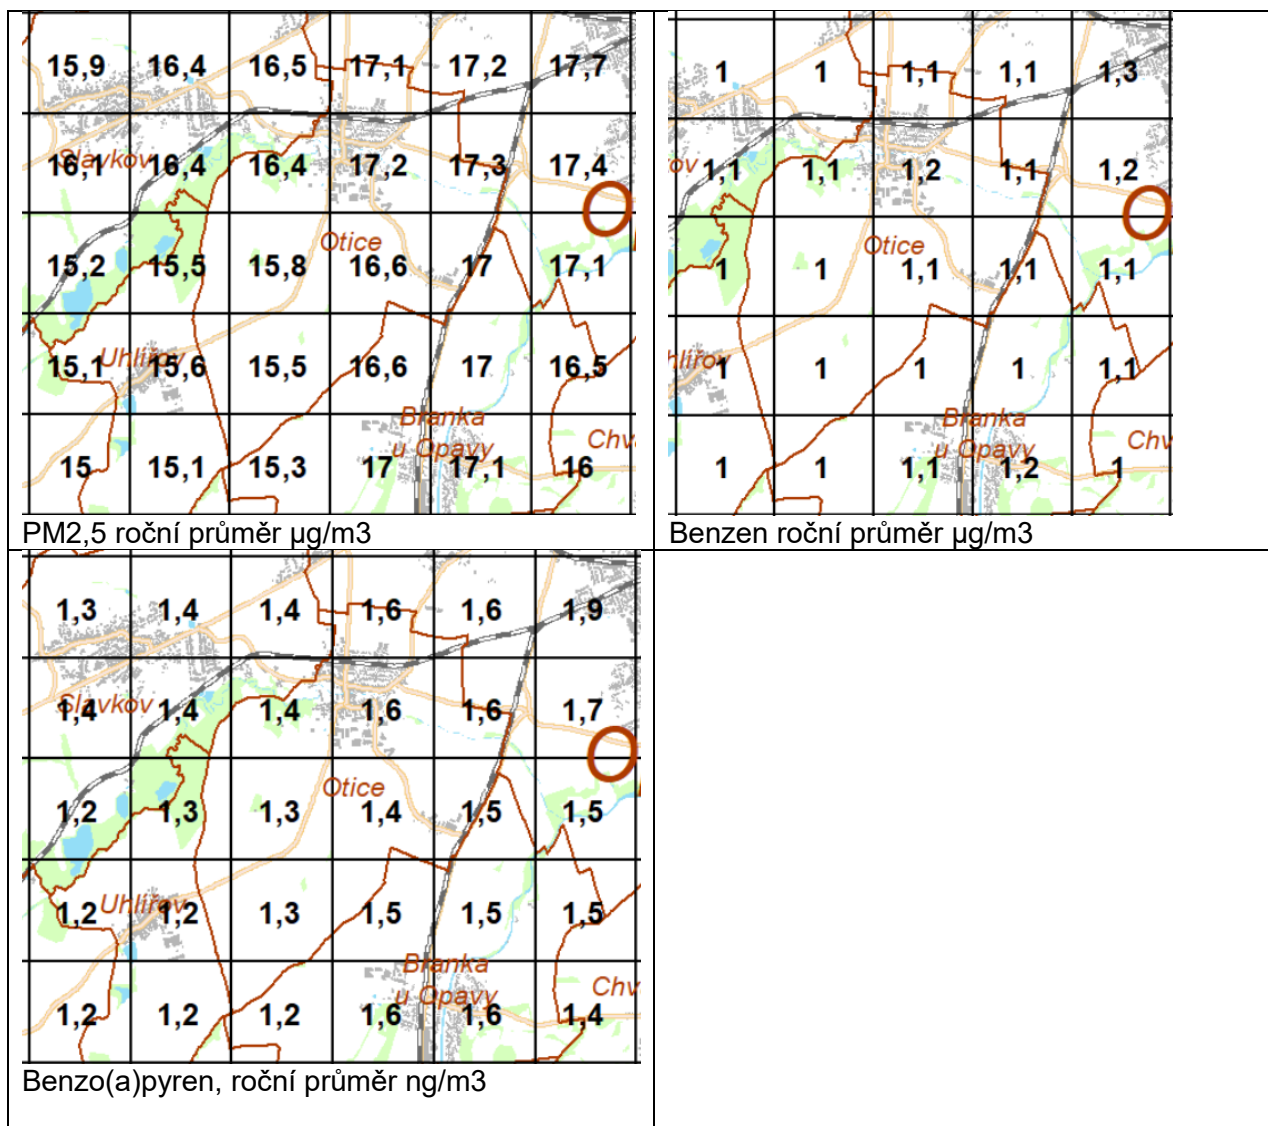 15,9 16,4 16,5 17,1 17,2 17,7
Slavkov
16,1 16,4 16,4 17,2 17,3 17,4
Otice
15,2 15,5 15,8 16,6 17 17,1
Uhlířov
15,1 15,6 15,5 16,6 17 16,5
Branka
u Opavy
Chv
15 15,1 15,3 17 17,1 16
PM2,5 roční průměr µg/m3
1 1 1,1 1,1 1,3
ov
1,1 1,1 1,2 1,1 1,2
Otice
1 1 1,1 1,1 1,1
hlířov
1 1 1 1 1,1
Branka
u Opavy
Chv
1 1 1,1 1,2 1
Benzen roční průměr µg/m3
1,3 1,4 1,4 1,6 1,6 1,9
Slavkov
1,4 1,4 1,4 1,6 1,6 1,7
Otice
1,2 1,3 1,3 1,4 1,5 1,5
Uhlířov
1,2 1,2 1,3 1,5 1,5 1,5
Branka
u Opavy
Chv
1,2 1,2 1,2 1,6 1,6 1,4
Benzo(a)pyren, roční průměr ng/m3